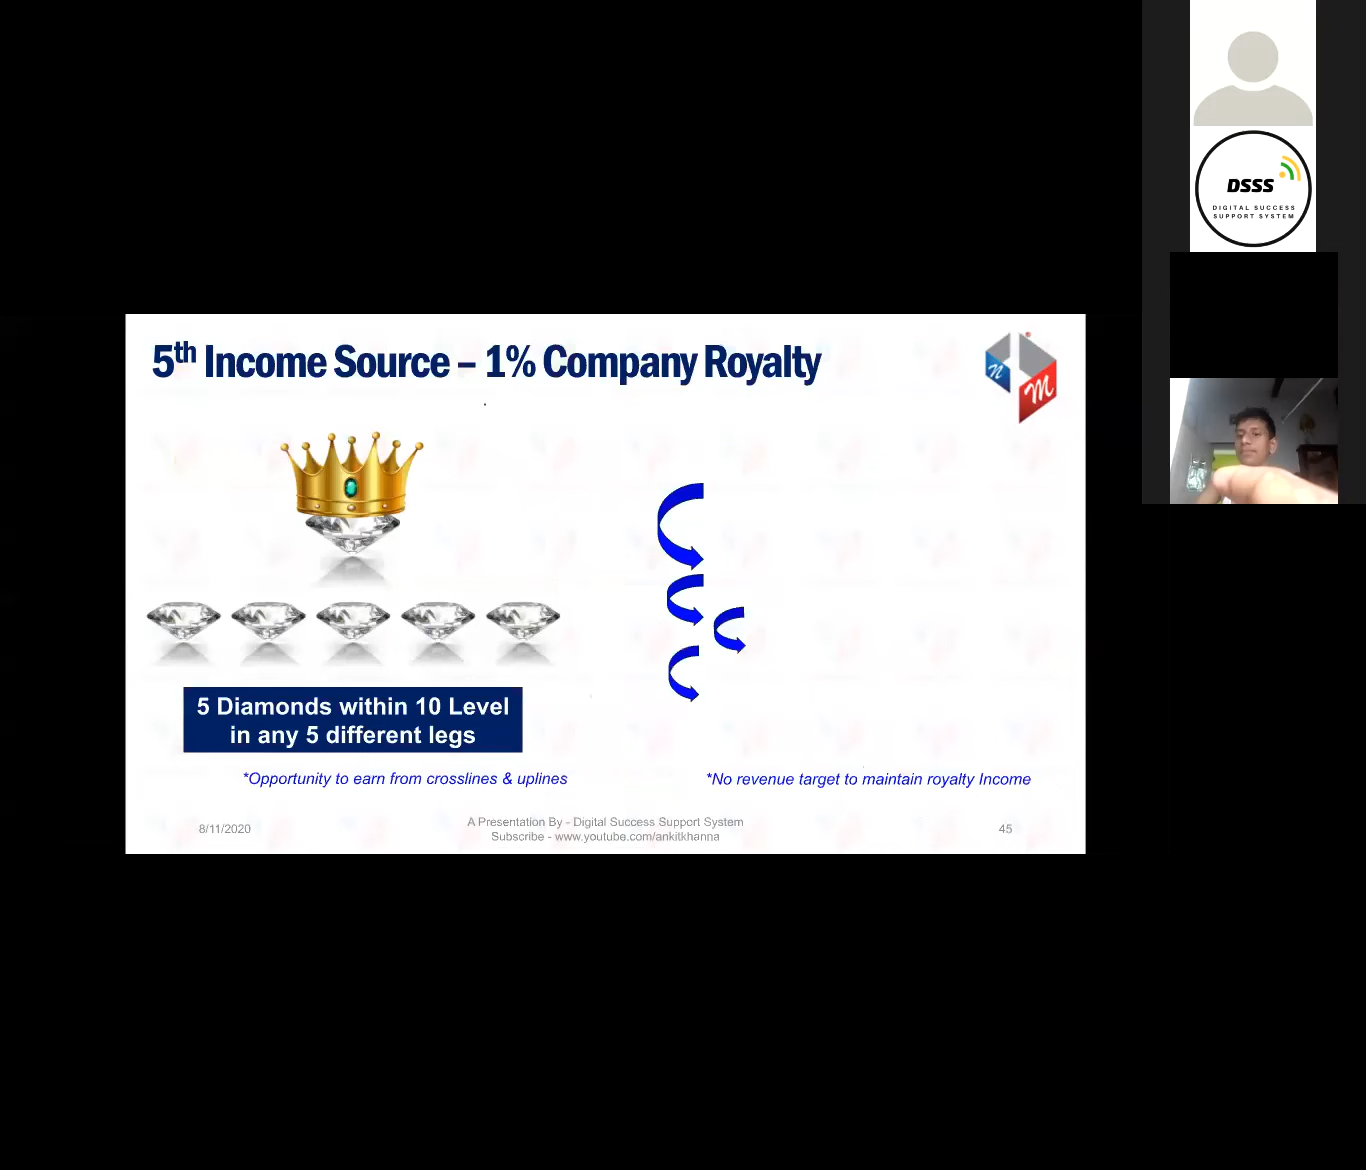 5th Income Source – 1% Company Royalty
n
m
5 Diamonds within 10 Level
in any 5 different legs
*Opportunity to earn from crosslines & uplines
*No revenue target to maintain royalty Income
8/11/2020
A Presentation By - Digital Success Support System
Subscribe - www.youtube.com/ankitkhanna
45
DSSS
DIGITAL SUCCESS
SUPPORT SYSTEM